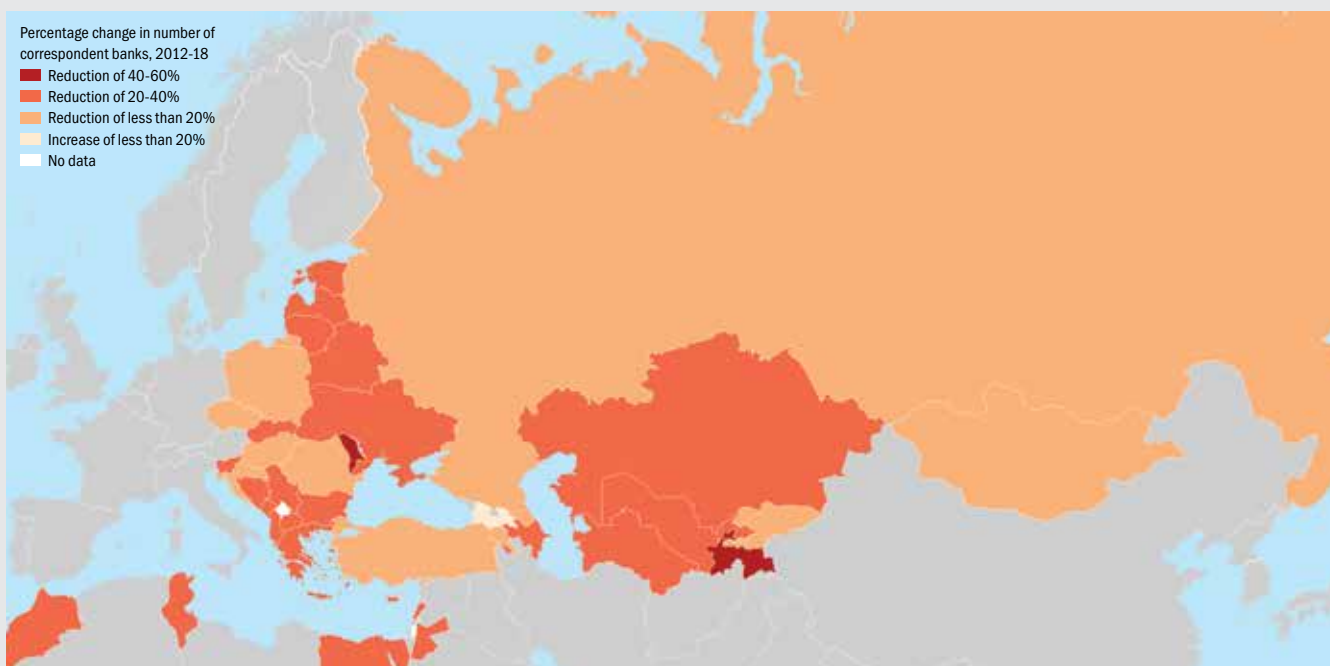 Percentage change in number of
correspondent banks, 2012-18
Reduction of 40-60%
Reduction of 20-40%
Reduction of less than 20%
Increase of less than 20%
No data